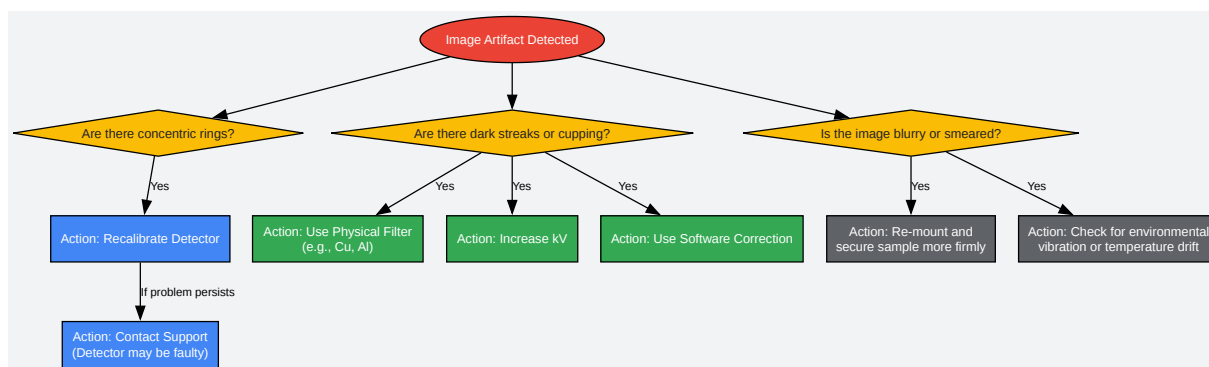 Image Artifact Detected
Are there concentric rings?
Are there dark streaks or cupping?
Is the image blurry or smeared?
Yes
Yes
Yes
Yes
Yes
Yes
Action: Recalibrate Detector
Action: Use Physical Filter
(e.g., Cu, Al)
Action: Increase kV
Action: Use Software Correction
Action: Re-mount and
secure sample more firmly
Action: Check for environmental
vibration or temperature drift
If problem persists
Action: Contact Support
(Detector may be faulty)